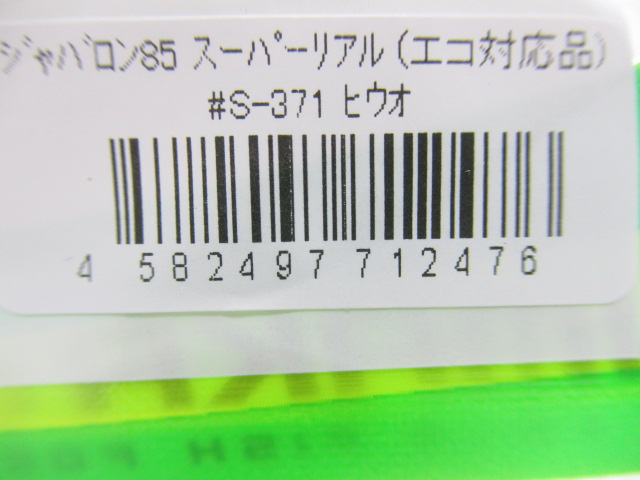 ジャバロン85 スーパーリアル(エコ対応品)
#S-371 ヒウオ
4 582497 712476